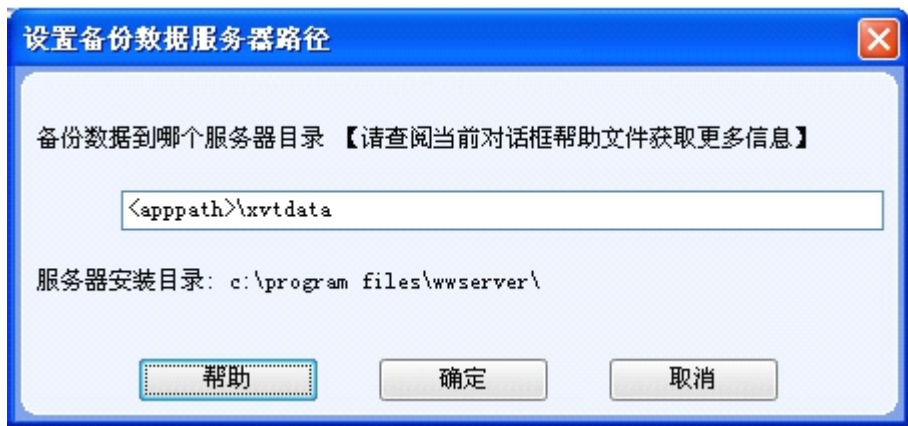 设置备份数据服务器路径
备份数据到哪个服务器目录 【请查阅当前对话框帮助文件获取更多信息】
<apppath>\xvtdata
服务器安装目录: c:\program files\wwserver\
帮助 确定 取消